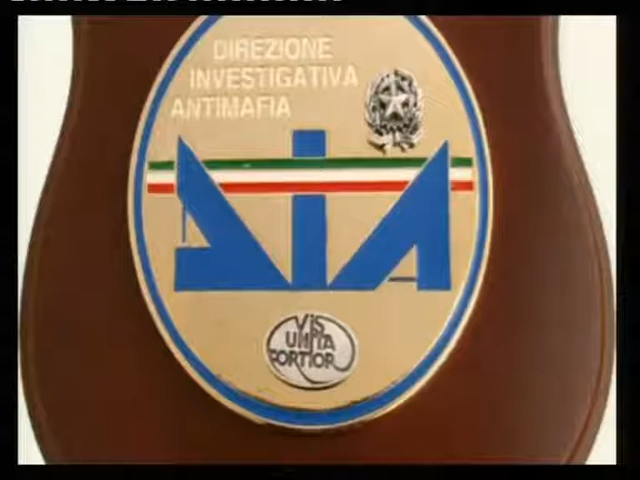 DIREZIONE
INVESTIGATIVA
ANTIMAFIA
DIA
VIS
UNITA
FORTIOR